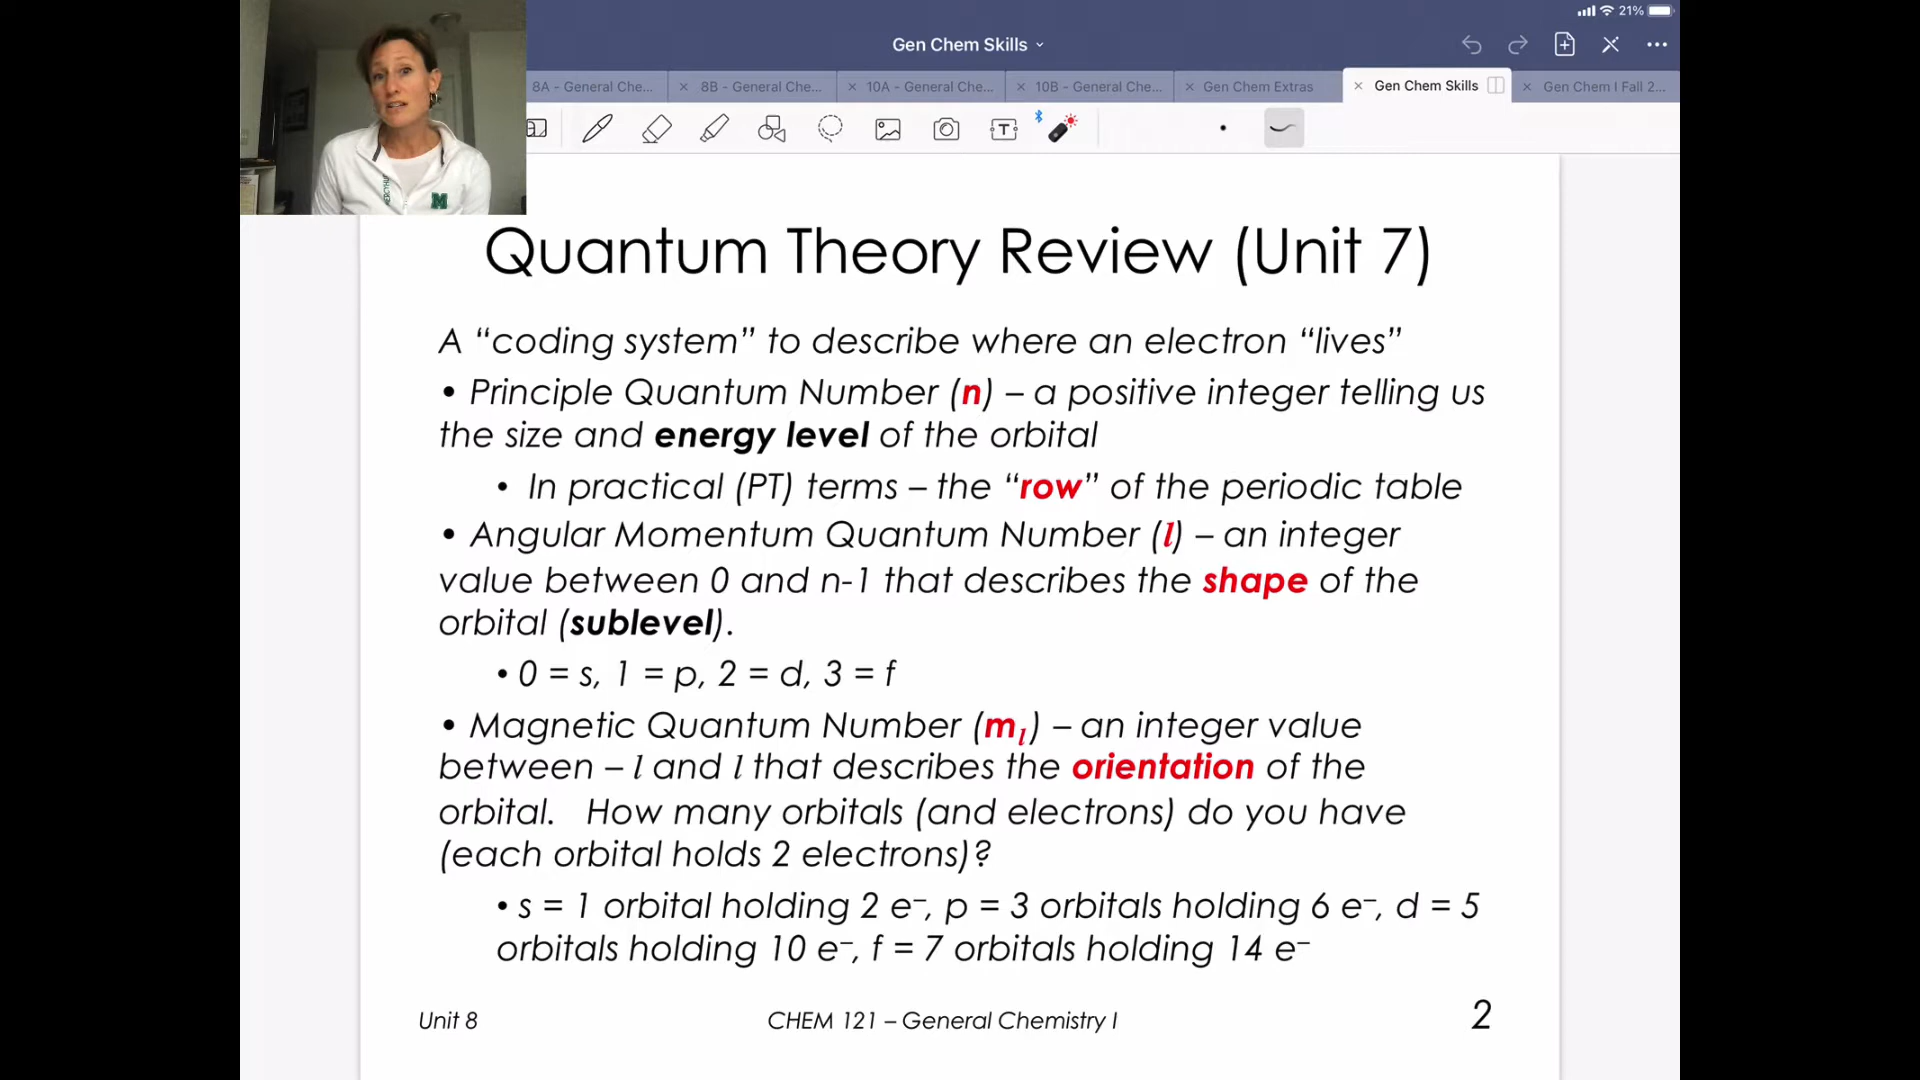 21%
Gen Chem Skills
8A - General Che...
8B - General Che...
10A - General Che...
10B - General Che...
Gen Chem Extras
Gen Chem Skills
Gen Chem I Fall 2...
T
M
Quantum Theory Review (Unit 7)
A “coding system” to describe where an electron “lives”
• Principle Quantum Number (n) – a positive integer telling us
the size and energy level of the orbital
• In practical (PT) terms – the “row” of the periodic table
• Angular Momentum Quantum Number (l) – an integer
value between 0 and n-1 that describes the shape of the
orbital (sublevel).
• 0 = s, 1 = p, 2 = d, 3 = f
• Magnetic Quantum Number (mₗ) – an integer value
between – l and l that describes the orientation of the
orbital. How many orbitals (and electrons) do you have
(each orbital holds 2 electrons)?
• s = 1 orbital holding 2 e⁻, p = 3 orbitals holding 6 e⁻, d = 5
orbitals holding 10 e⁻, f = 7 orbitals holding 14 e⁻
Unit 8
CHEM 121 – General Chemistry I
2